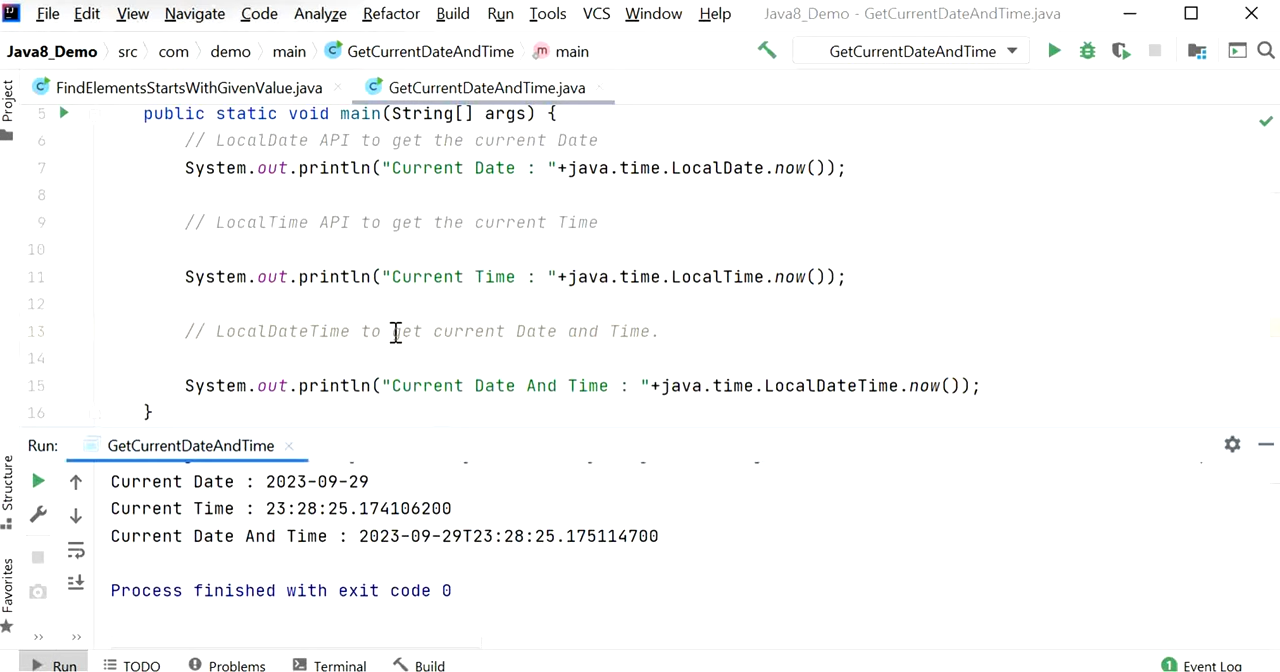 File Edit View Navigate Code Analyze Refactor Build Run Tools VCS Window Help Java8_Demo - GetCurrentDateAndTime.java
Java8_Demo src com demo main GetCurrentDateAndTime main GetCurrentDateAndTime
FindElementsStartsWithGivenValue.java GetCurrentDateAndTime.java
Project
5 public static void main(String[] args) {
6 // LocalDate API to get the current Date
7 System.out.println("Current Date : "+java.time.LocalDate.now());
8
9 // LocalTime API to get the current Time
10
11 System.out.println("Current Time : "+java.time.LocalTime.now());
12
13 // LocalDateTime to get current Date and Time.
14
15 System.out.println("Current Date And Time : "+java.time.LocalDateTime.now());
16 }
Run: GetCurrentDateAndTime
Structure
Favorites
Current Date : 2023-09-29
Current Time : 23:28:25.174106200
Current Date And Time : 2023-09-29T23:28:25.175114700
Process finished with exit code 0
Run TODO Problems Terminal Build 1 Event Log